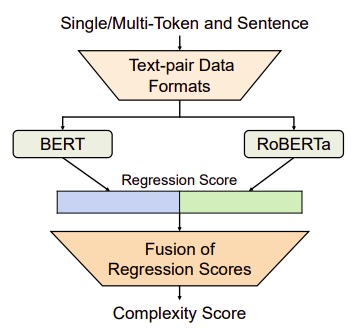 Single/Multi-Token and Sentence
Text-pair Data
Formats
BERT
RoBERTa
Regression Score
Fusion of
Regression Scores
Complexity Score